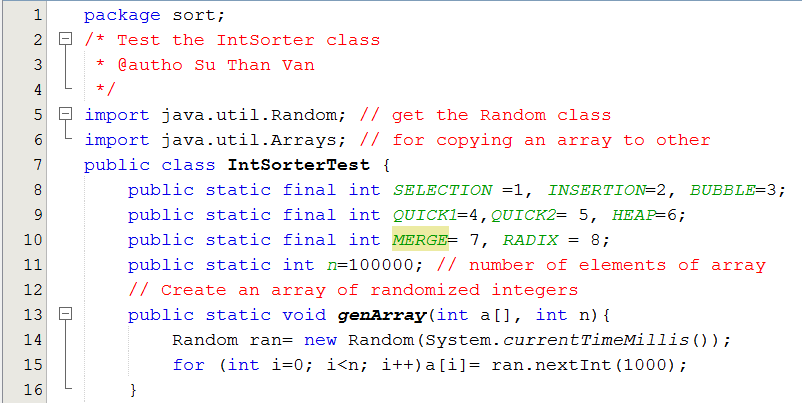 1 package sort;
2 /* Test the IntSorter class
3 * @autho Su Than Van
4 */
5 import java.util.Random; // get the Random class
6 import java.util.Arrays; // for copying an array to other
7 public class IntSorterTest {
8 public static final int SELECTION =1, INSERTION=2, BUBBLE=3;
9 public static final int QUICK1=4,QUICK2= 5, HEAP=6;
10 public static final int MERGE= 7, RADIX = 8;
11 public static int n=100000; // number of elements of array
12 // Create an array of randomized integers
13 public static void genArray(int a[], int n){
14 Random ran= new Random(System.currentTimeMillis());
15 for (int i=0; i<n; i++)a[i]= ran.nextInt(1000);
16 }